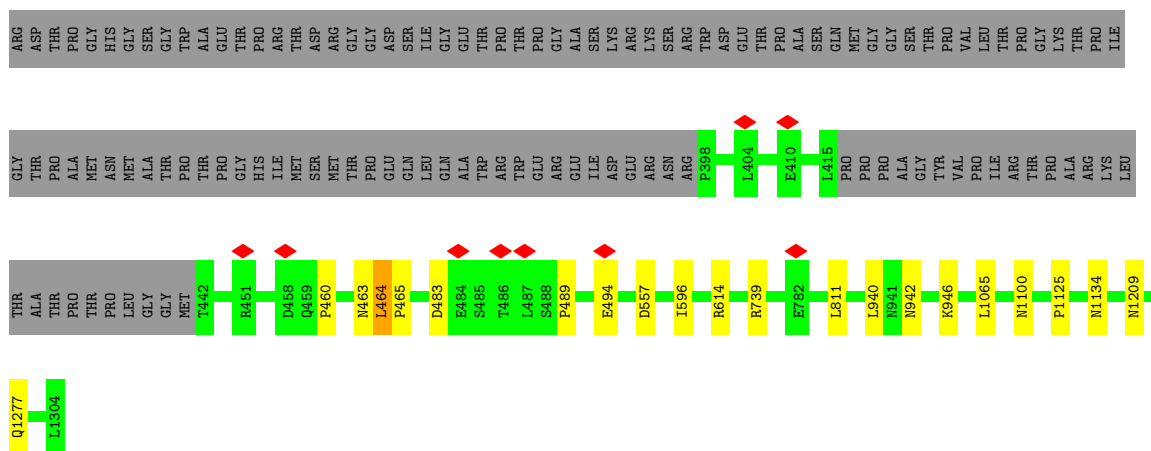 ARG ASP THR PRO GLY HIS GLY SER GLY TRP ALA GLU THR PRO ARG THR ASP ARG GLY GLY ASP SER ILE GLY GLU THR PRO THR PRO GLY ALA SER LYS ARG LYS SER ARG TRP ASP GLU THR PRO ALA SER GLN MET GLY GLY SER THR PRO VAL LEU THR PRO GLY LYS THR PRO ILE
GLY THR PRO ALA MET ASN MET ALA THR PRO THR PRO GLY HIS ILE MET SER MET THR PRO GLU GLN LEU GLN ALA TRP ARG TRP GLU ARG GLU ILE ASP GLU ARG ASN ARG P398 L404 E410 L415 PRO PRO PRO ALA GLY TYR VAL PRO ILE ARG THR PRO ALA ARG LYS LEU
THR ALA THR PRO THR PRO LEU GLY GLY MET T442 R451 D458 Q459 P460 N463 L464 P465 D483 E484 S485 T486 L487 S488 P489 E494 D557 I596 R614 R739 E782 L811 L940 N941 N942 K946 L1065 N1100 P1125 N1134 N1209
Q1277 L1304